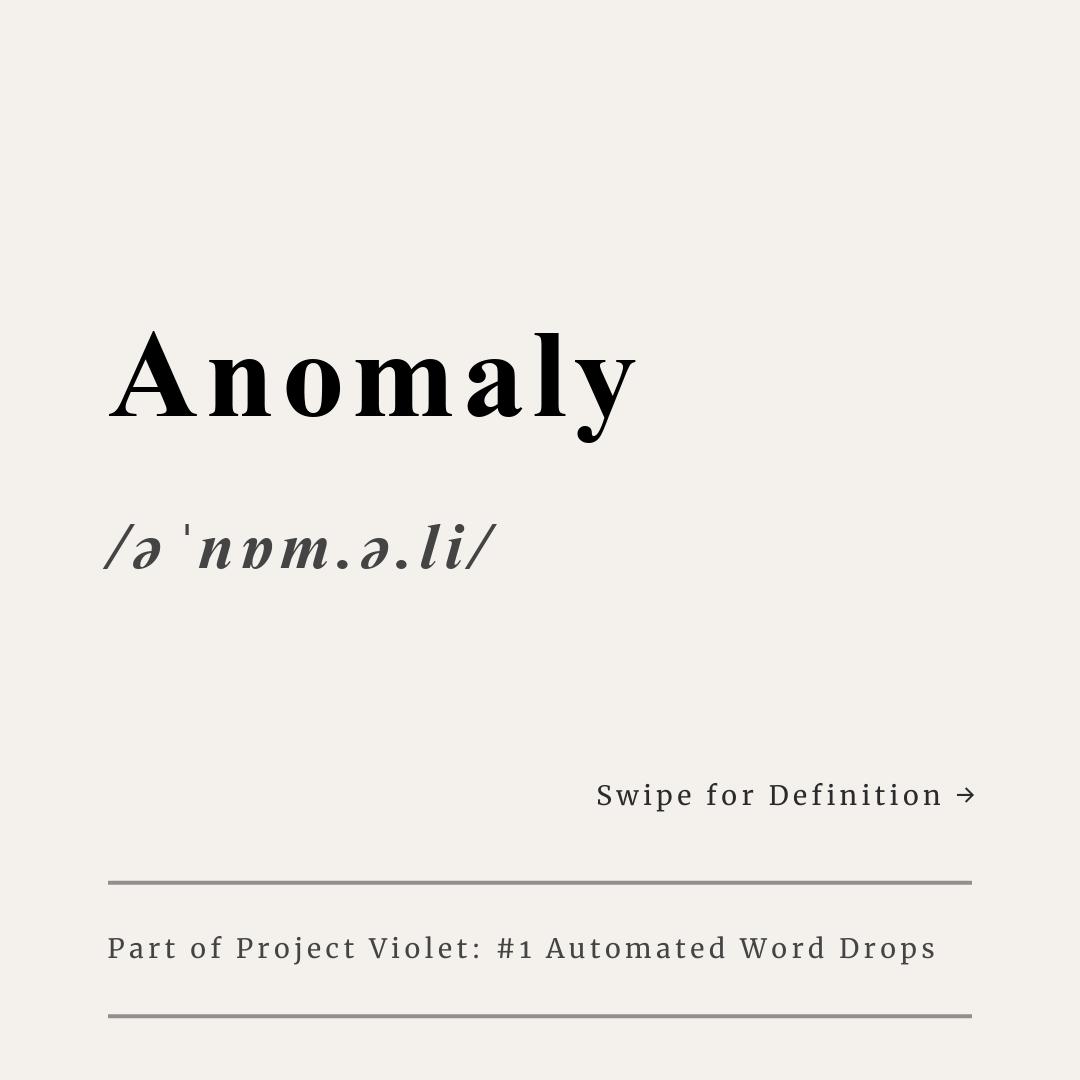 Anomaly
/əˈnɒm.ə.li/
Swipe for Definition →
Part of Project Violet: #1 Automated Word Drops